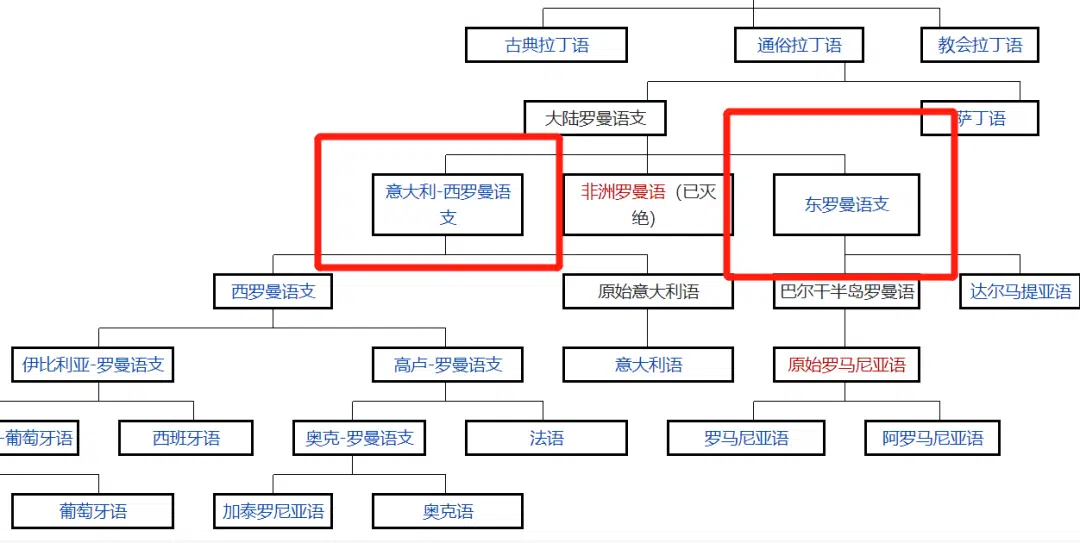 古典拉丁语
通俗拉丁语
教会拉丁语
大陆罗曼语支
萨丁语
意大利-西罗曼语
支
非洲罗曼语（已灭
绝）
东罗曼语支
西罗曼语支
原始意大利语
巴尔干半岛罗曼语
达尔马提亚语
伊比利亚-罗曼语支
高卢-罗曼语支
意大利语
原始罗马尼亚语
-葡萄牙语
西班牙语
奥克-罗曼语支
法语
罗马尼亚语
阿罗马尼亚语
葡萄牙语
加泰罗尼亚语
奥克语